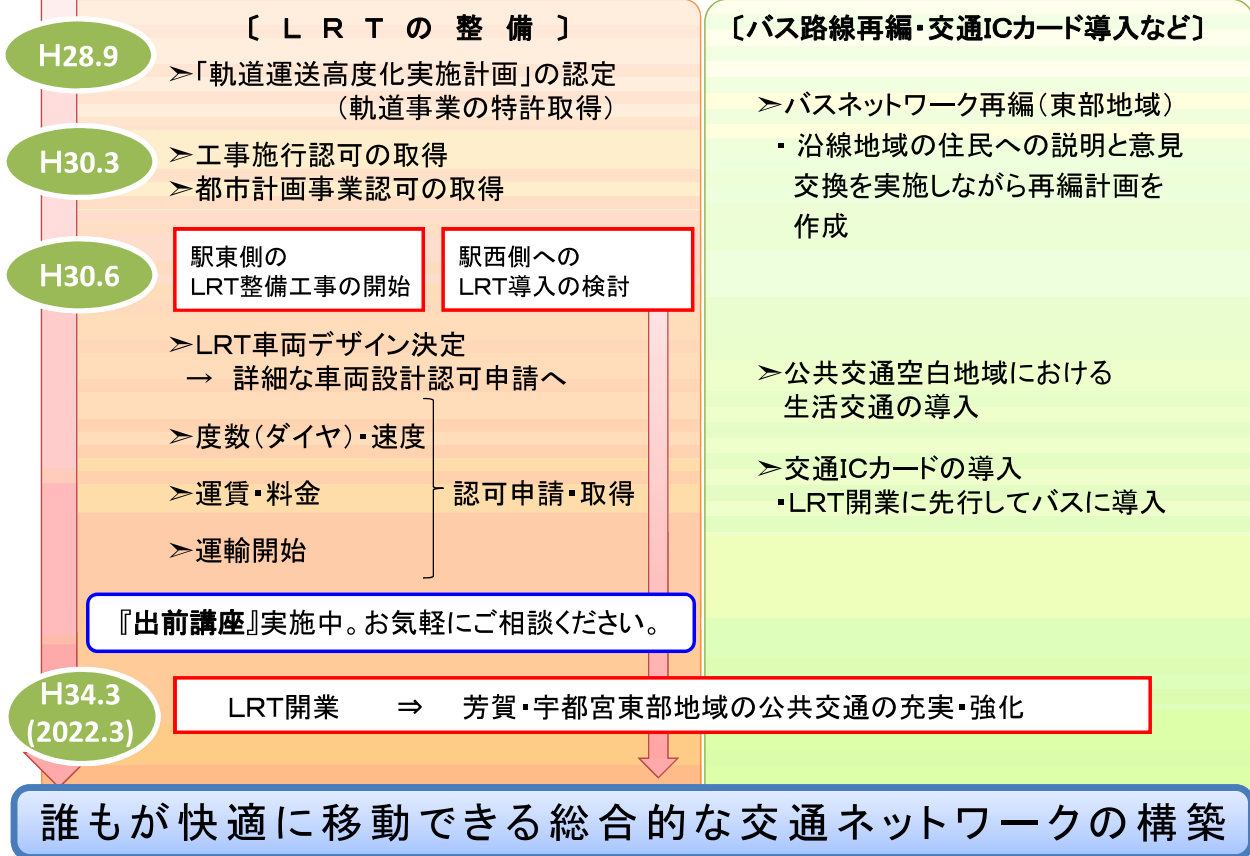 〔ＬＲＴの整備〕
H28.9
➣「軌道運送高度化実施計画」の認定
（軌道事業の特許取得）
H30.3
➣工事施行認可の取得
➣都市計画事業認可の取得
H30.6
駅東側の
LRT整備工事の開始
駅西側への
LRT導入の検討
➣LRT車両デザイン決定
→ 詳細な車両設計認可申請へ
➣度数（ダイヤ）・速度
➣運賃・料金
認可申請・取得
➣運輸開始
『出前講座』実施中。お気軽にご相談ください。
〔バス路線再編・交通ICカード導入など〕
➣バスネットワーク再編（東部地域）
・沿線地域の住民への説明と意見
交換を実施しながら再編計画を
作成
➣公共交通空白地域における
生活交通の導入
➣交通ICカードの導入
・LRT開業に先行してバスに導入
H34.3
(2022.3)
LRT開業 ⇒ 芳賀・宇都宮東部地域の公共交通の充実・強化
誰もが快適に移動できる総合的な交通ネットワークの構築